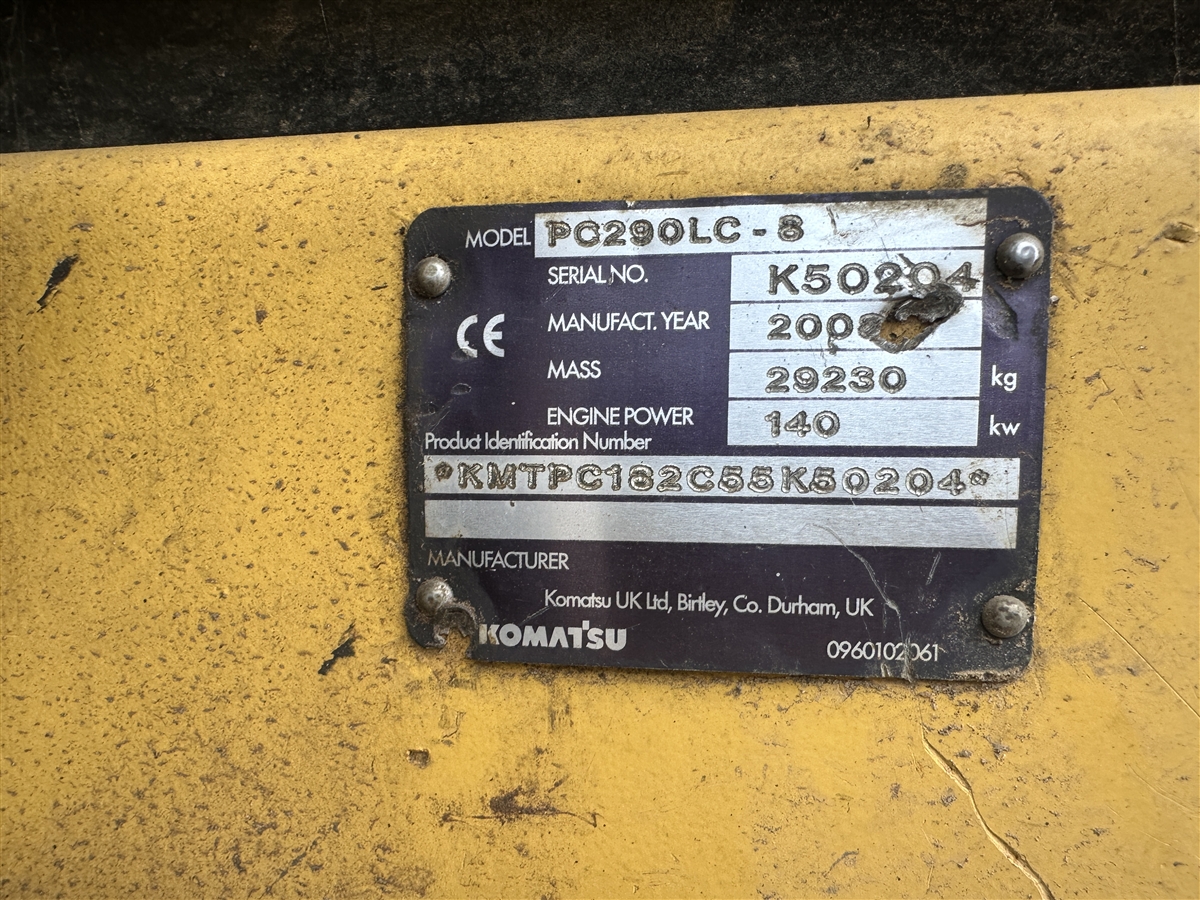 MODEL PC290LC-8
SERIAL NO. K50204
CE MANUFACT. YEAR 2008
MASS 29230 kg
ENGINE POWER 140 kw
Product Identification Number
*KMTPC182C55K50204*
MANUFACTURER
Komatsu UK Ltd, Birtley, Co. Durham, UK
KOMATSU 0960102061